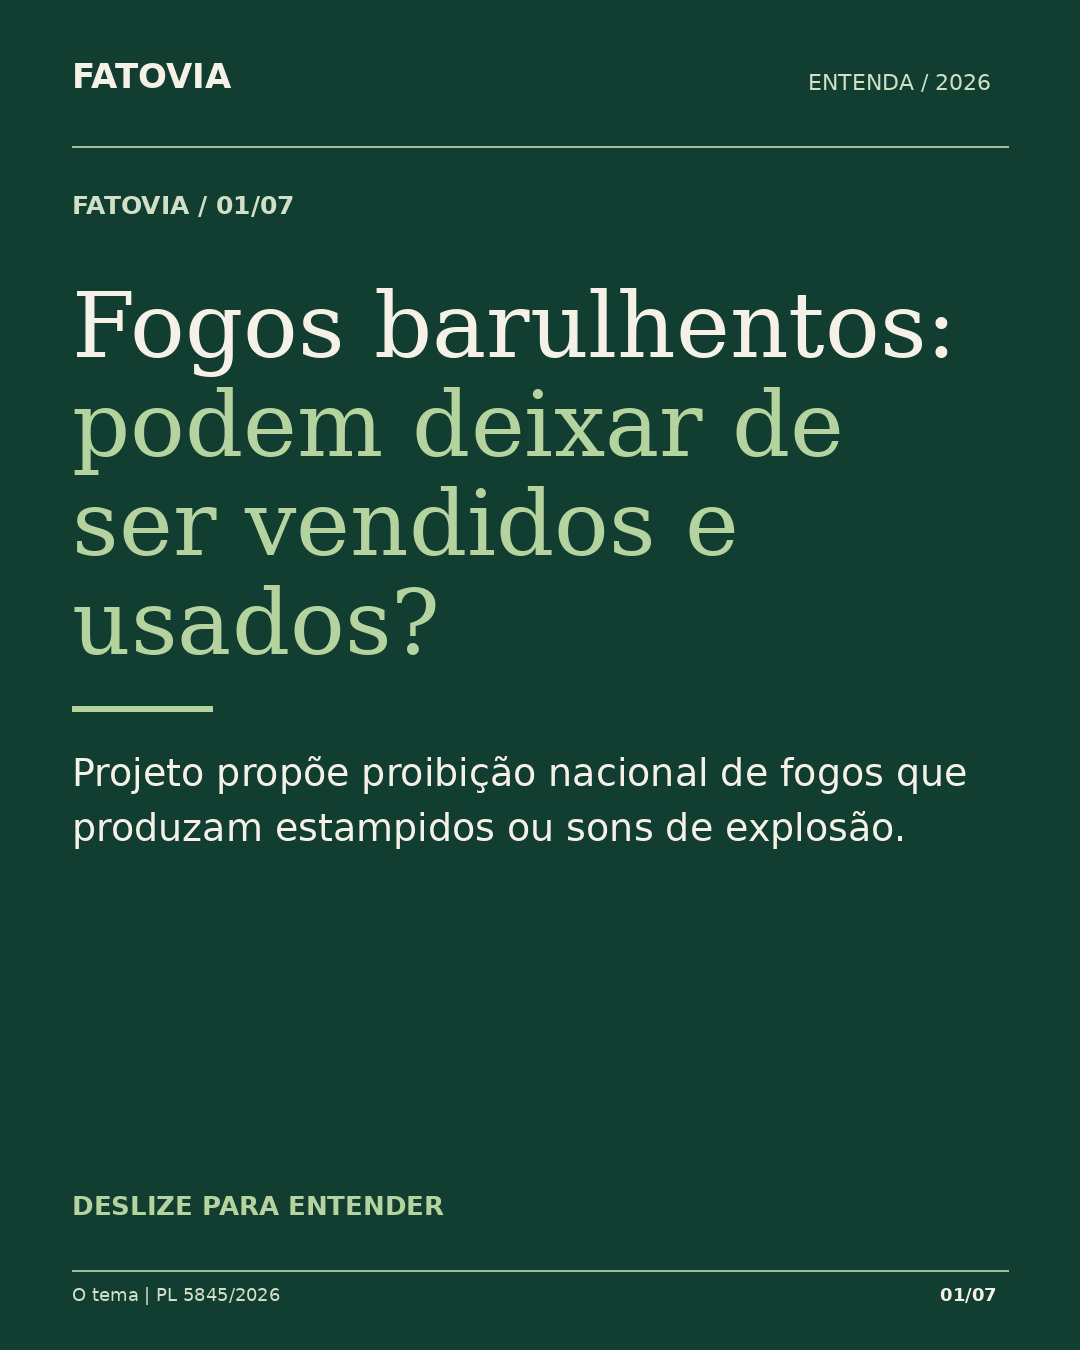 FATOVIA
ENTENDA / 2026
FATOVIA / 01/07
Fogos barulhentos:
podem deixar de
ser vendidos e
usados?
Projeto propõe proibição nacional de fogos que
produzam estampidos ou sons de explosão.
DESLIZE PARA ENTENDER
O tema | PL 5845/2026
01/07